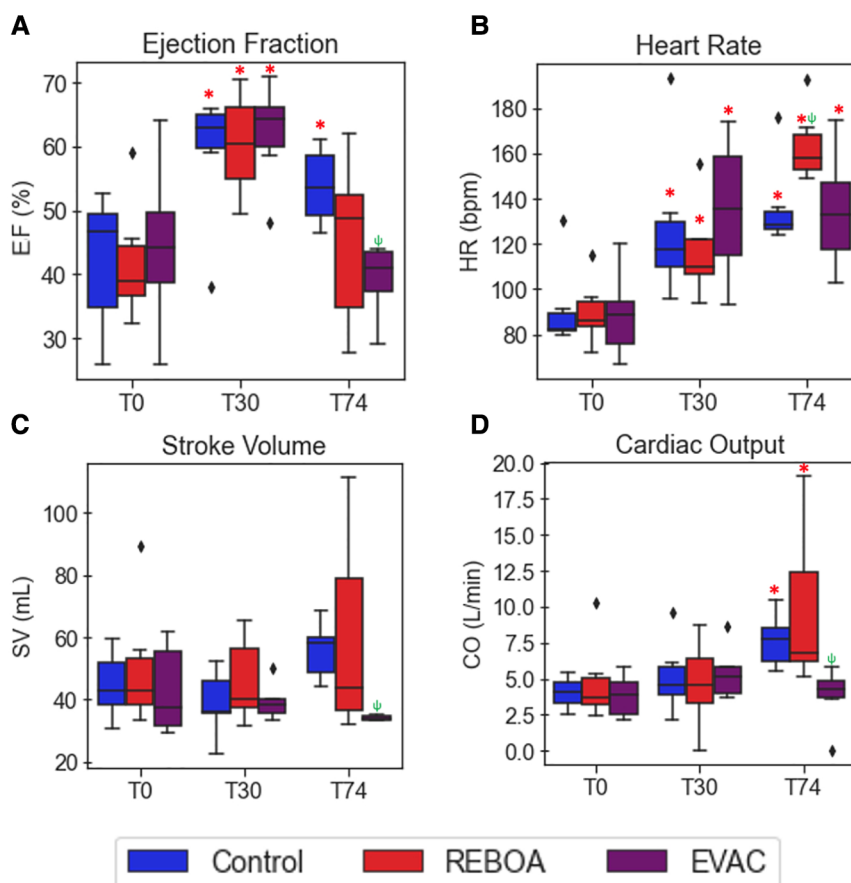 A
Ejection Fraction
E.F (%)
70
60
50
40
30
* * *
*
ψ
T0 T30 T74
B
Heart Rate
HR (bpm)
180
160
140
120
100
80
* * *
* *ψ *
T0 T30 T74
C
Stroke Volume
SV (mL)
100
80
60
40
20
ψ
T0 T30 T74
D
Cardiac Output
CO (L/min)
20.0
17.5
15.0
12.5
10.0
7.5
5.0
2.5
0.0
* *
ψ
T0 T30 T74
Control REBOA EVAC